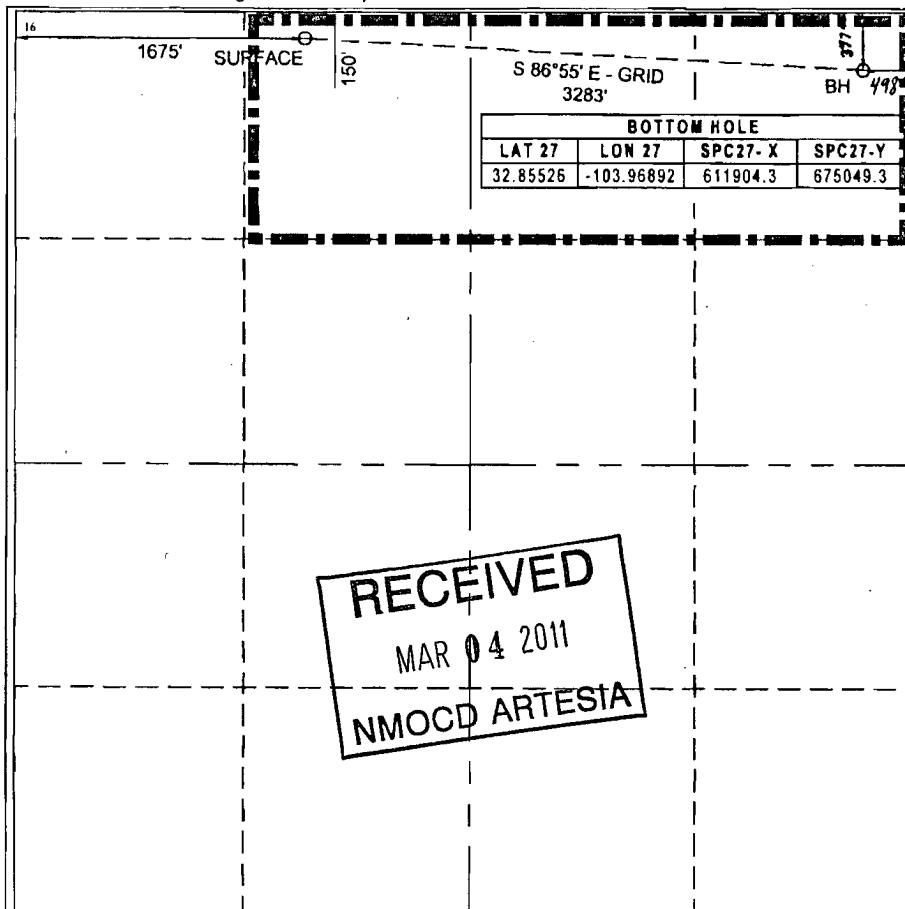 16
1675'
SURFACE
150'
S 86°55' E - GRID
3283'
377
BH 498'
BOTTOM HOLE
LAT 27 LON 27 SPC27-X SPC27-Y
32.85526 -103.96892 611904.3 675049.3
RECEIVED
MAR 04 2011
NMOCD ARTESIA